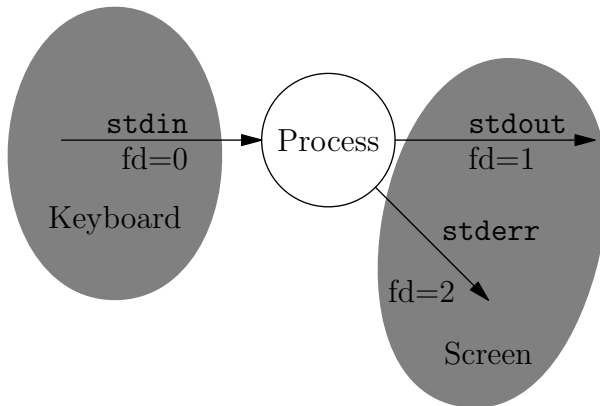 stdin
fd=0
Keyboard
Process
stdout
fd=1
stderr
fd=2
Screen